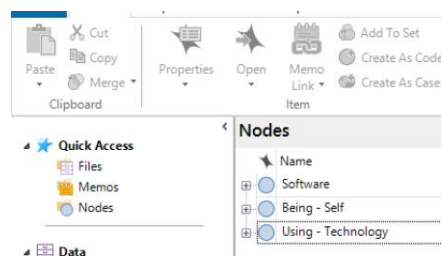 Cut
Copy
Merge
Paste
Clipboard
Properties
Open
Memo
Link
Item
Add To Set
Create As Code
Create As Case
Quick Access
Files
Memos
Nodes
Data
Nodes
Name
Software
Being - Self
Using - Technology